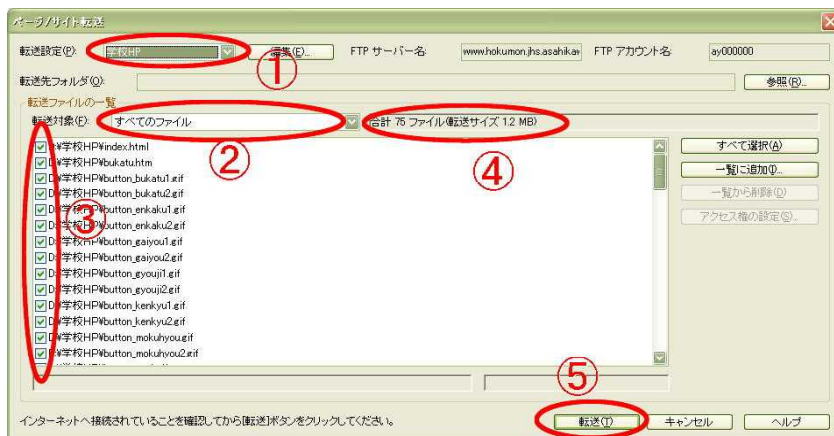 ページ/サイト転送
転送設定(P): 学校HP 編集(E)... FTP サーバー名: www.hokumon.jhs.asahikaw FTP アカウント名: ay000000
①
転送先フォルダ(O): 参照(R)...
転送ファイルの一覧
転送対象(F): すべてのファイル 合計 75 ファイル(転送サイズ 1.2 MB)
② ④
¥学校HP¥index.html すべて選択(A)
D:¥学校HP¥bukatu.htm 一覧に追加(I)...
D:¥学校HP¥button_bukatu1.gif 一覧から削除(D)
D:¥学校HP¥button_bukatu2.gif アクセス権の設定(S)...
③
D:¥学校HP¥button_enkaku1.gif
D:¥学校HP¥button_enkaku2.gif
D:¥学校HP¥button_gaiyou1.gif
D:¥学校HP¥button_gaiyou2.gif
D:¥学校HP¥button_gyouji1.gif
D:¥学校HP¥button_gyouji2.gif
D:¥学校HP¥button_kenkyu1.gif
D:¥学校HP¥button_kenkyu2.gif
D:¥学校HP¥button_mokuhyou.gif
D:¥学校HP¥button_mokuhyou2.gif
⑤
インターネットへ接続されていることを確認してから[転送]ボタンをクリックしてください。 転送(T) キャンセル ヘルプ